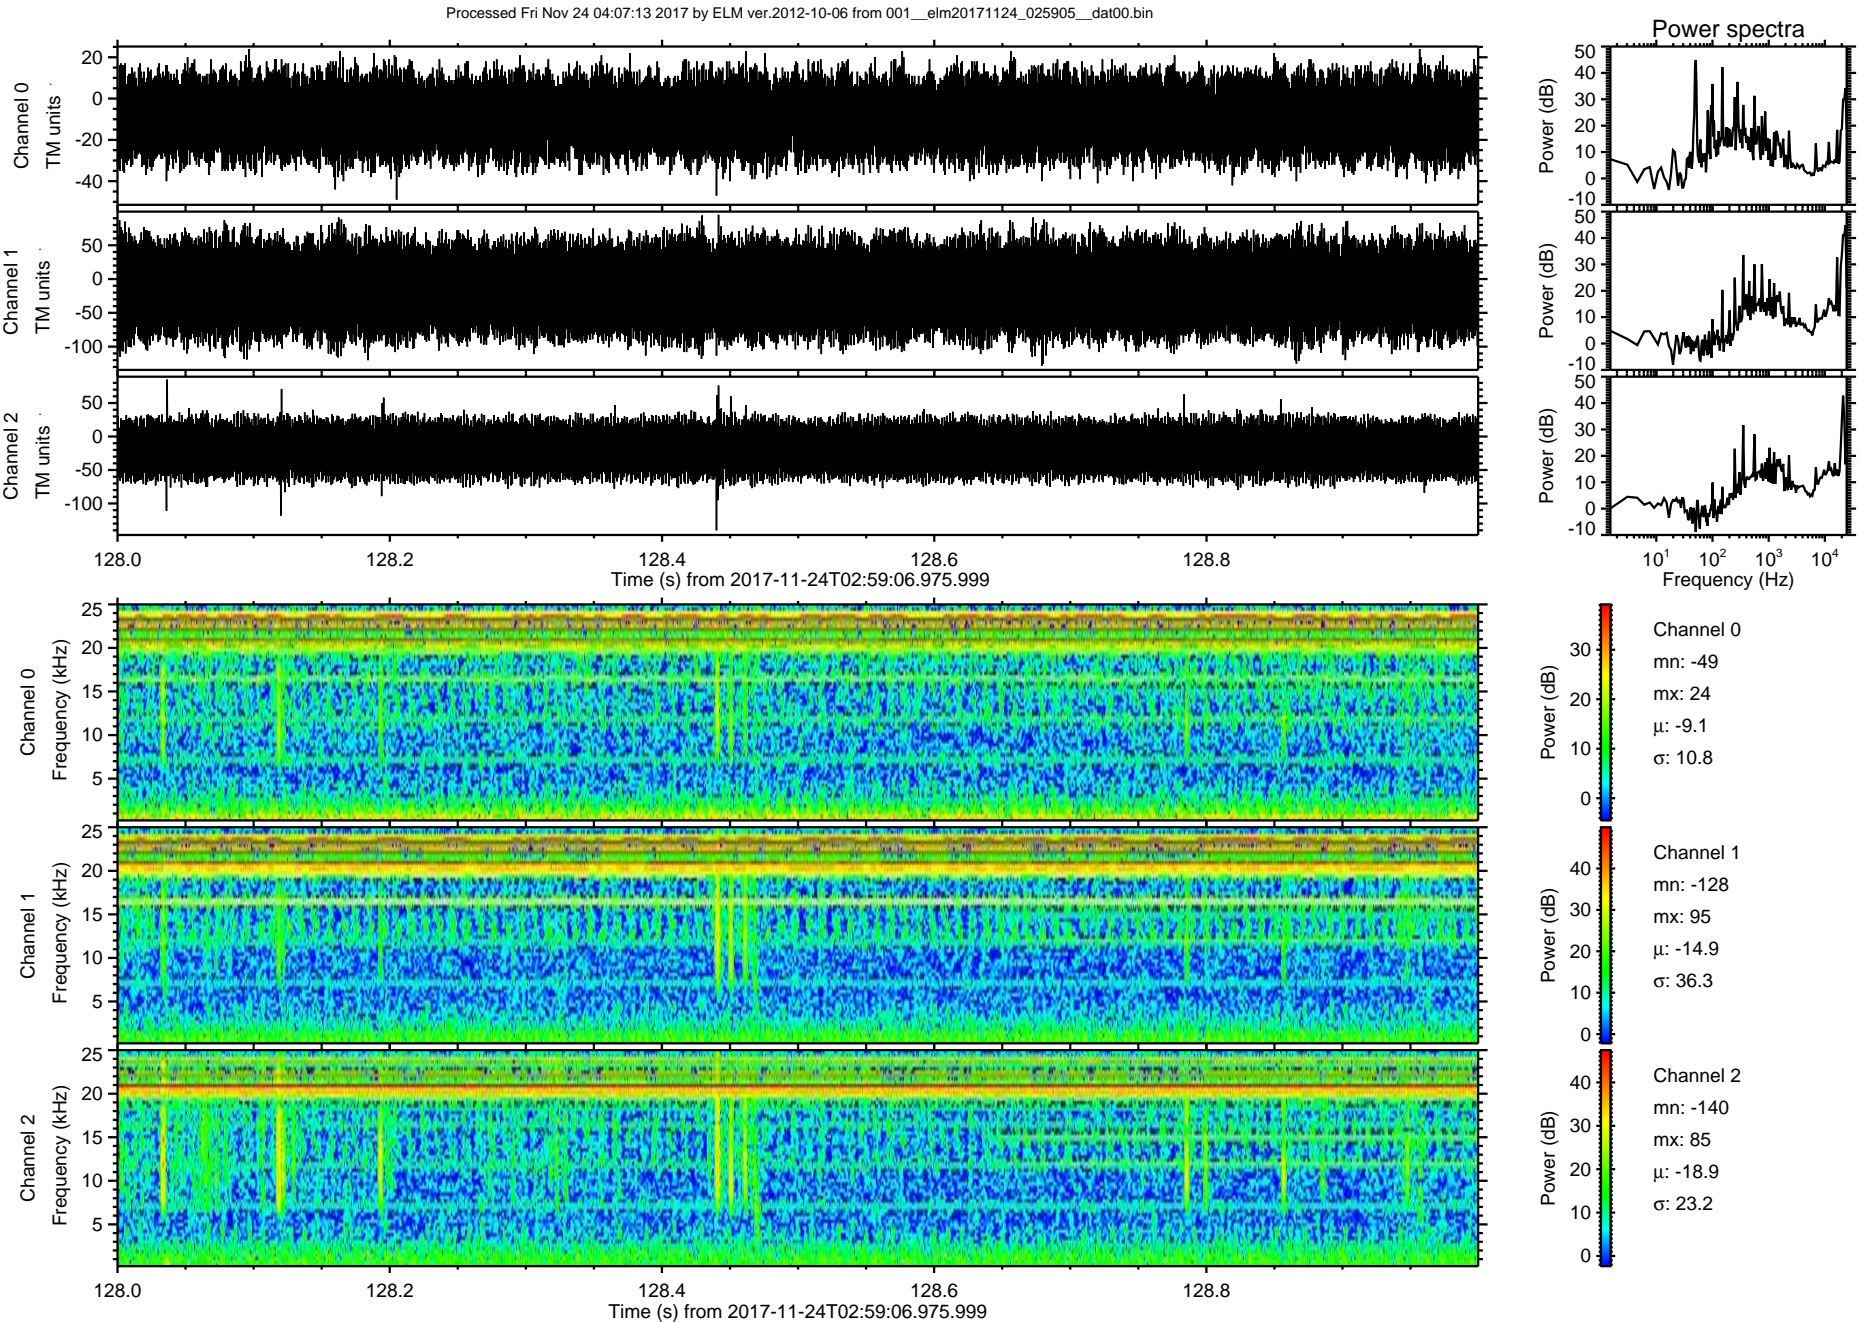 Processed Fri Nov 24 04:07:13 2017 by ELM ver.2012-10-06 from 001__elm20171124_025905__dat00.bin
Power spectra
Channel 0
TM units
20
0
-20
-40
Power (dB)
50
40
30
20
10
0
-10
Channel 1
TM units
50
0
-50
-100
Power (dB)
50
40
30
20
10
0
-10
Channel 2
TM units
50
0
-50
-100
Power (dB)
50
40
30
20
10
0
-10
128.0 128.2 128.4 128.6 128.8
Time (s) from 2017-11-24T02:59:06.975.999
10¹ 10² 10³ 10⁴
Frequency (Hz)
Channel 0
Frequency (kHz)
25
20
15
10
5
Power (dB)
30
20
10
0
Channel 0
mn: -49
mx: 24
µ: -9.1
σ: 10.8
Channel 1
Frequency (kHz)
25
20
15
10
5
Power (dB)
40
30
20
10
0
Channel 1
mn: -128
mx: 95
µ: -14.9
σ: 36.3
Channel 2
Frequency (kHz)
25
20
15
10
5
Power (dB)
40
30
20
10
0
Channel 2
mn: -140
mx: 85
µ: -18.9
σ: 23.2
128.0 128.2 128.4 128.6 128.8
Time (s) from 2017-11-24T02:59:06.975.999